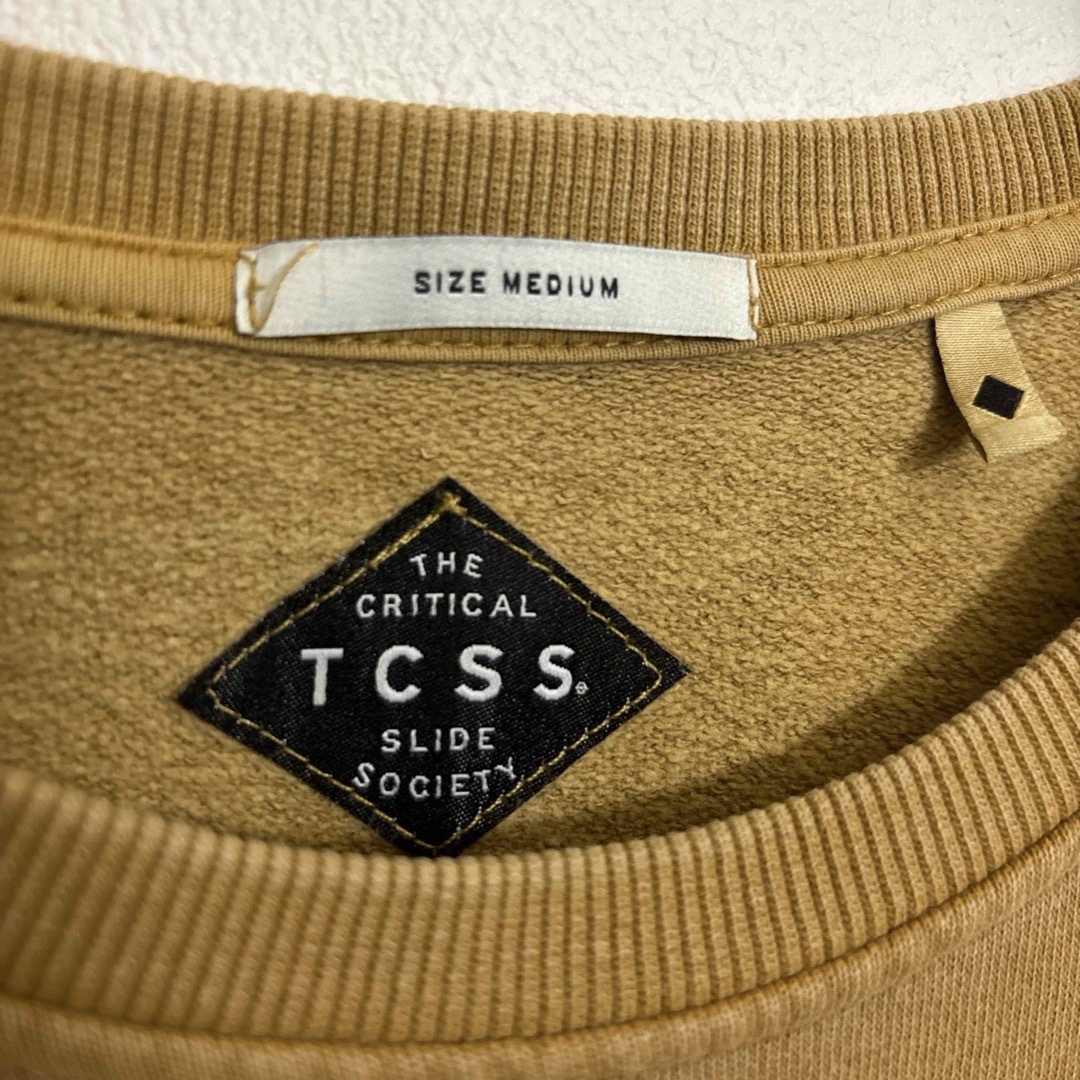 SIZE MEDIUM
THE
CRITICAL
TCSS®
SLIDE
SOCIETY